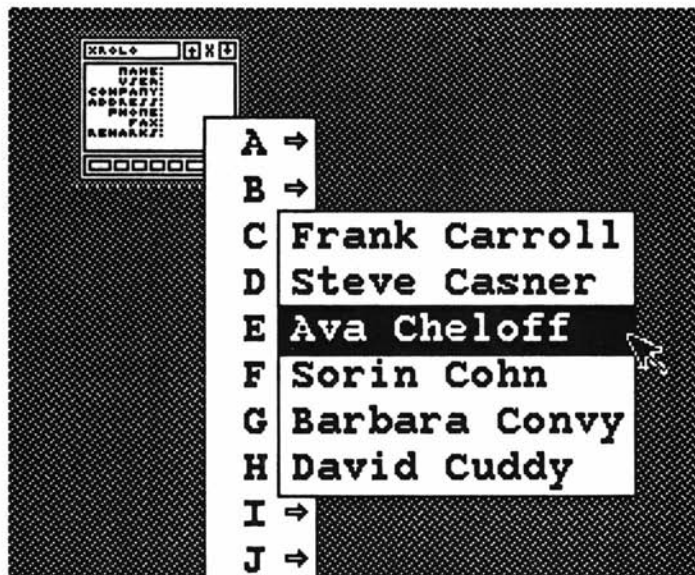 XROLO
NAME:
USER:
COMPANY:
ADDRESS:
PHONE:
FAX:
REMARKS:
A ⇨
B ⇨
C Frank Carroll
D Steve Casner
E Ava Cheloff
F Sorin Cohn
G Barbara Convy
H David Cuddy
I ⇨
J ⇨